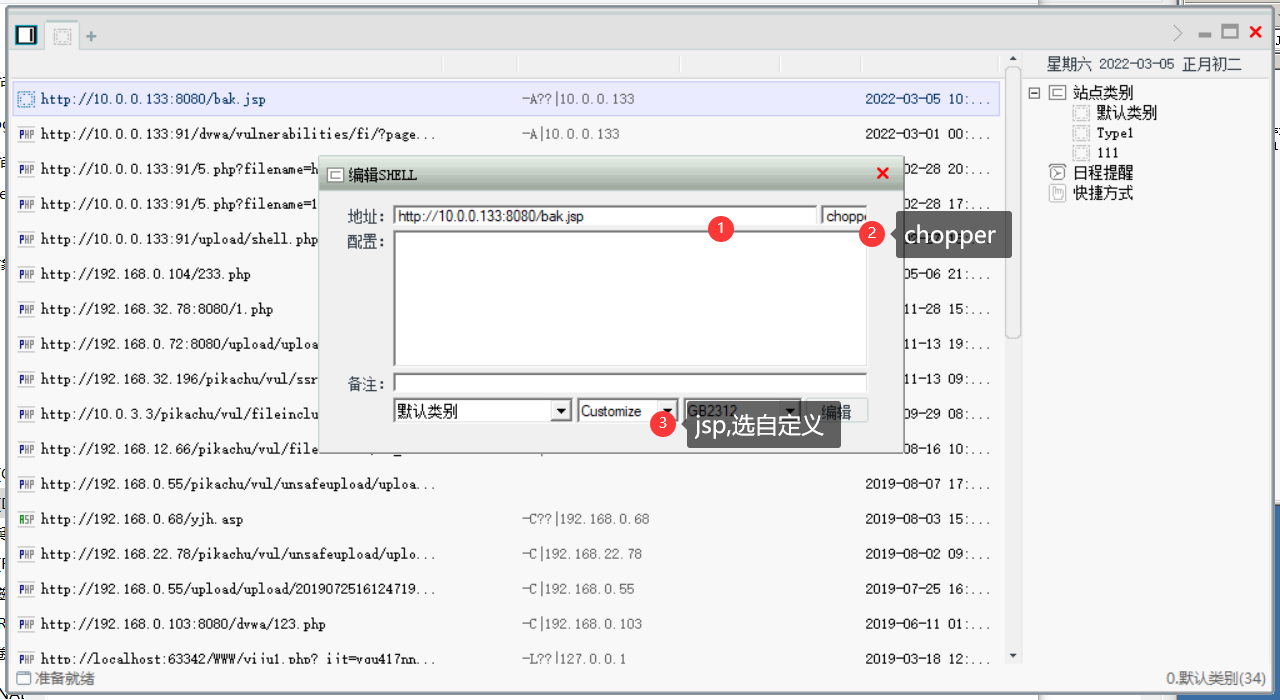 星期六 2022-03-05 正月初二
http://10.0.0.133:8080/bak.jsp -A??|10.0.0.133 2022-03-05 10:...
http://10.0.0.133:91/dvwa/vulnerabilities/fi/?page... -A|10.0.0.133 2022-03-01 00:...
http://10.0.0.133:91/5.php?filename=h 02-28 20:...
http://10.0.0.133:91/5.php?filename=1 02-28 17:...
http://10.0.0.133:91/upload/shell.php
http://192.168.0.104/233.php 05-06 21:...
http://192.168.32.78:8080/1.php 11-28 15:...
http://192.168.0.72:8080/upload/uploa 11-13 19:...
http://192.168.32.196/pikachu/vul/ssr 11-13 09:...
http://10.0.3.3/pikachu/vul/fileinclu 09-29 08:...
http://192.168.12.66/pikachu/vul/file 08-16 10:...
http://192.168.0.55/pikachu/vul/unsafeupload/uploa... 2019-08-07 17:...
http://192.168.0.68/yjh.asp -C??|192.168.0.68 2019-08-03 15:...
http://192.168.22.78/pikachu/vul/unsafeupload/uplo... -C|192.168.22.78 2019-08-02 09:...
http://192.168.0.55/upload/upload/2019072516124719... -C|192.168.0.55 2019-07-25 16:...
http://192.168.0.103:8080/dvwa/123.php -C|192.168.0.103 2019-06-11 01:...
-L??|127.0.0.1 2019-03-18 12:...
编辑SHELL
地址: http://10.0.0.133:8080/bak.jsp choppe
1
2
chopper
配置:
备注:
默认类别 Customize GB2312 编辑
3
jsp,选自定义
站点类别
默认类别
Type1
111
日程提醒
快捷方式
准备就绪 0.默认类别(34)